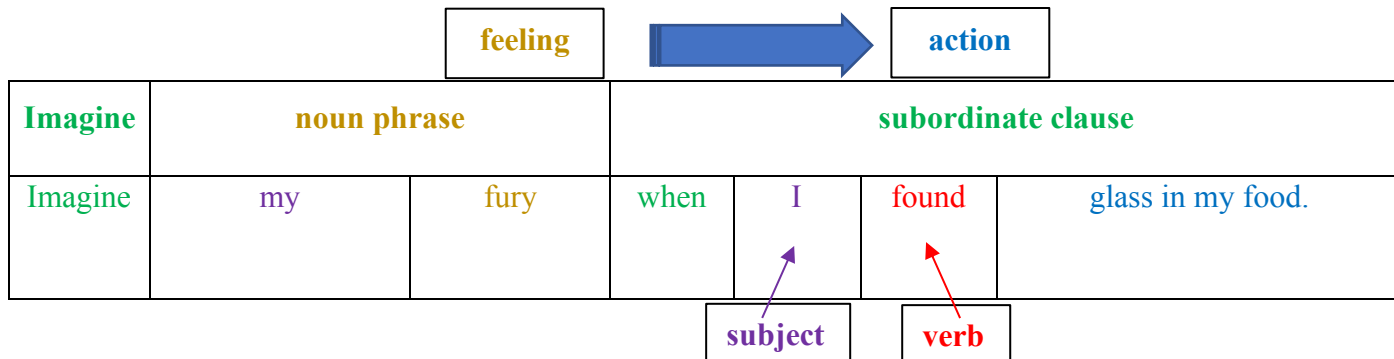 feeling action
Imagine noun phrase subordinate clause
Imagine my fury when I found glass in my food.
subject verb